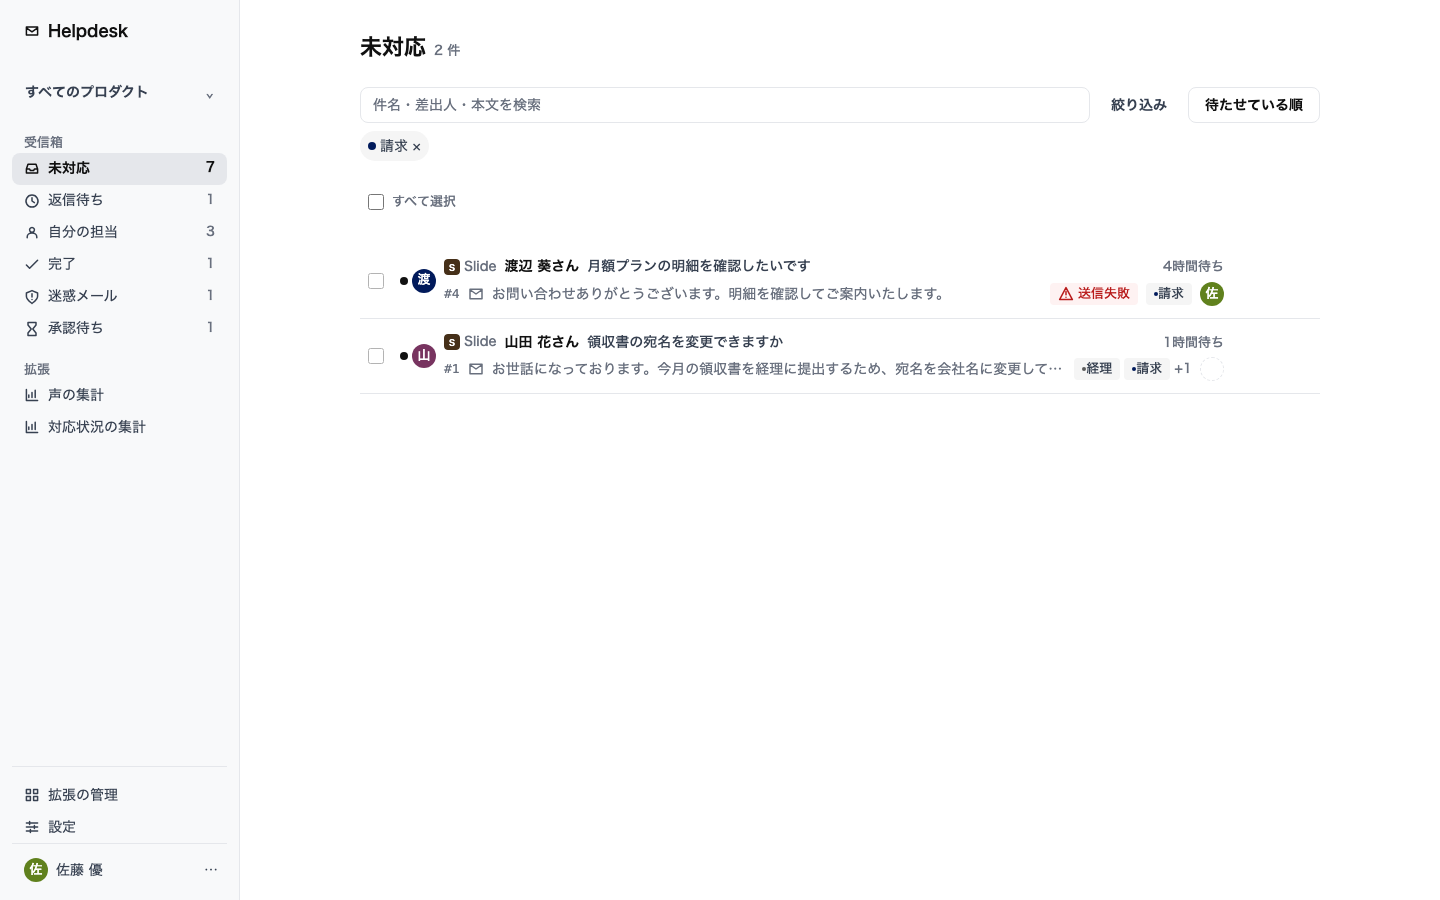 Helpdesk
すべてのプロダクト
受信箱
未対応 7
返信待ち 1
自分の担当 3
完了 1
迷惑メール 1
承認待ち 1
拡張
声の集計
対応状況の集計
拡張の管理
設定
佐 佐藤 優 …
未対応 2 件
件名・差出人・本文を検索 絞り込み 待たせている順
請求 ×
すべて選択
渡 S Slide 渡辺 葵さん 月額プランの明細を確認したいです 4時間待ち
#4 お問い合わせありがとうございます。明細を確認してご案内いたします。 送信失敗 •請求 佐
山 S Slide 山田 花さん 領収書の宛名を変更できますか 1時間待ち
#1 お世話になっております。今月の領収書を経理に提出するため、宛名を会社名に変更して… •経理 •請求 +1